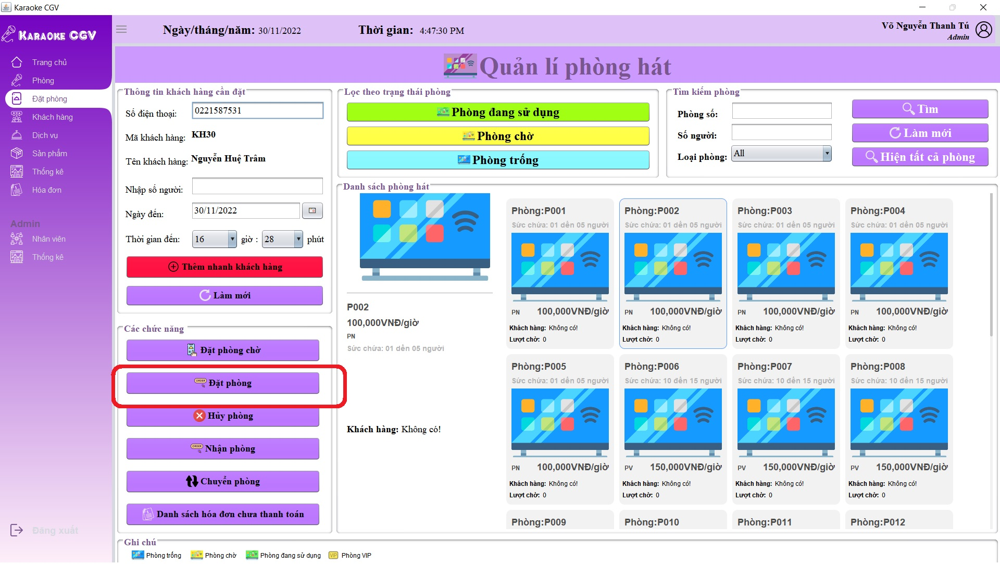 Karaoke CGV
KARAOKE CGV
Ngày/tháng/năm: 30/11/2022
Thời gian: 4:47:30 PM
Võ Nguyễn Thanh Tú
Admin
Trang chủ
Phòng
Đặt phòng
Khách hàng
Dịch vụ
Sản phẩm
Thống kê
Hóa đơn
Admin
Nhân viên
Thống kê
Đăng xuất
Quản lí phòng hát
Thông tin khách hàng cần đặt
Số điện thoại: 0221587531
Mã khách hàng: KH30
Tên khách hàng: Nguyễn Huệ Trâm
Nhập số người:
Ngày đến: 30/11/2022
Thời gian đến: 16 giờ : 28 phút
Thêm nhanh khách hàng
Làm mới
Các chức năng
Đặt phòng chờ
ORDER Đặt phòng
Hủy phòng
ORDER Nhận phòng
Chuyển phòng
Danh sách hóa đơn chưa thanh toán
Lọc theo trạng thái phòng
Phòng đang sử dụng
Phòng chờ
Phòng trống
Tìm kiếm phòng
Phòng số:
Số người:
Loại phòng: All
Tìm
Làm mới
Hiện tất cả phòng
Danh sách phòng hát
P002
100,000VNĐ/giờ
PN
Sức chứa: 01 dến 05 người
Khách hàng: Không có!
Phòng:P001
Sức chứa: 01 dến 05 người
PN 100,000VNĐ/giờ
Khách hàng: Không có!
Lượt chờ: 0
Phòng:P002
Sức chứa: 01 dến 05 người
PN 100,000VNĐ/giờ
Khách hàng: Không có!
Lượt chờ: 0
Phòng:P003
Sức chứa: 01 dến 05 người
PN 100,000VNĐ/giờ
Khách hàng: Không có!
Lượt chờ: 0
Phòng:P004
Sức chứa: 01 dến 05 người
PN 100,000VNĐ/giờ
Khách hàng: Không có!
Lượt chờ: 0
Phòng:P005
Sức chứa: 01 dến 05 người
PN 100,000VNĐ/giờ
Khách hàng: Không có!
Lượt chờ: 0
Phòng:P006
Sức chứa: 10 dến 15 người
PV 150,000VNĐ/giờ
Khách hàng: Không có!
Lượt chờ: 0
Phòng:P007
Sức chứa: 10 dến 15 người
PV 150,000VNĐ/giờ
Khách hàng: Không có!
Lượt chờ: 0
Phòng:P008
Sức chứa: 10 dến 15 người
PV 150,000VNĐ/giờ
Khách hàng: Không có!
Lượt chờ: 0
Phòng:P009
Phòng:P010
Phòng:P011
Phòng:P012
Ghi chú
Phòng trống
Phòng chờ
Phòng đang sử dụng
VIP Phòng VIP